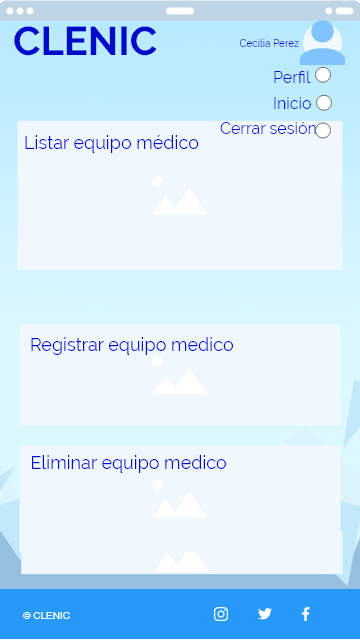 CLENIC
Cecilia Perez
Perfil
Inicio
Cerrar sesión
Listar equipo médico
Registrar equipo medico
Eliminar equipo medico
© CLENIC